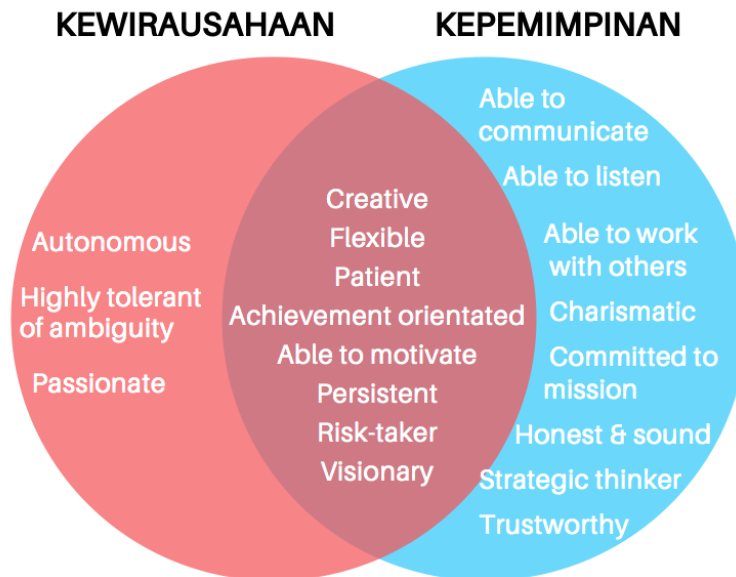 KEWIRAUSAHAAN
KEPEMIMPINAN
Autonomous
Highly tolerant
of ambiguity
Passionate
Creative
Flexible
Patient
Achievement orientated
Able to motivate
Persistent
Risk-taker
Visionary
Able to
communicate
Able to listen
Able to work
with others
Charismatic
Committed to
mission
Honest & sound
Strategic thinker
Trustworthy